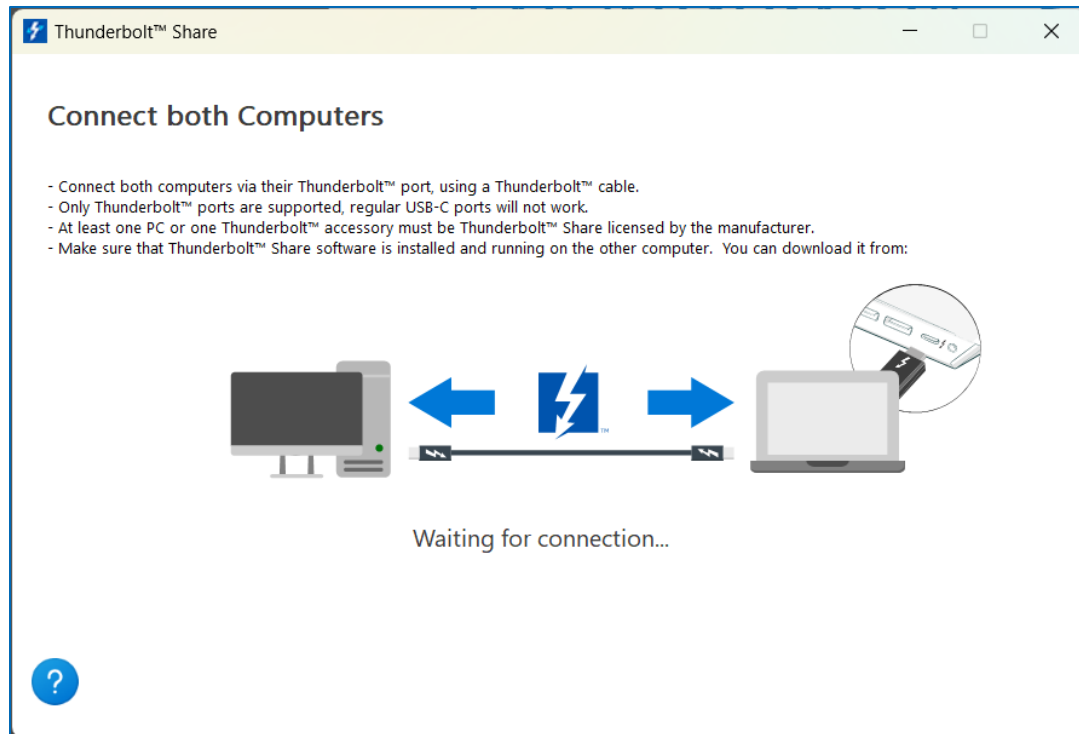 Thunderbolt™ Share
Connect both Computers
- Connect both computers via their Thunderbolt™ port, using a Thunderbolt™ cable.
- Only Thunderbolt™ ports are supported, regular USB-C ports will not work.
- At least one PC or one Thunderbolt™ accessory must be Thunderbolt™ Share licensed by the manufacturer.
- Make sure that Thunderbolt™ Share software is installed and running on the other computer.  You can download it from:
TM
Waiting for connection...
?